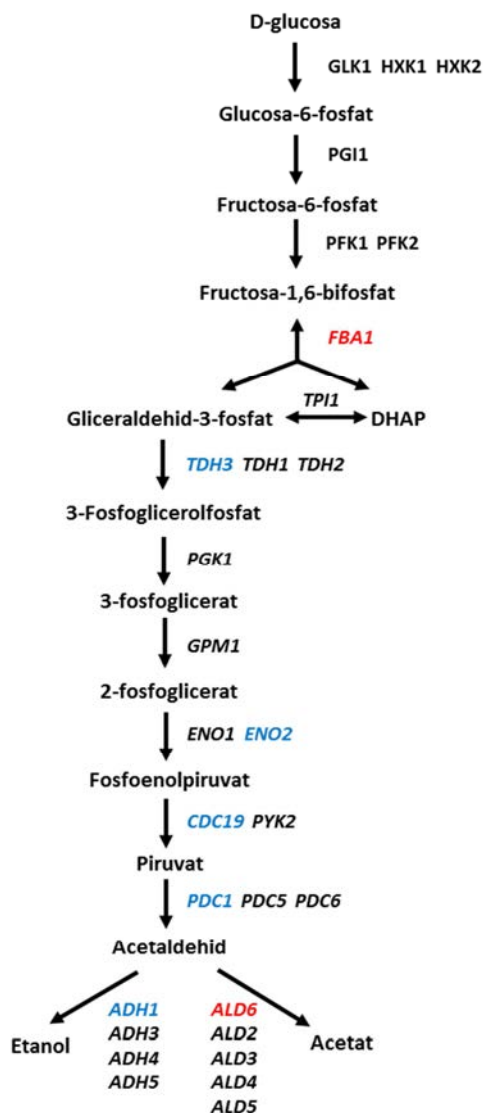 D-glucosa
GLK1 HXK1 HXK2
Glucosa-6-fosfat
PGI1
Fructosa-6-fosfat
PFK1 PFK2
Fructosa-1,6-bifosfat
FBA1
TPI1
Gliceraldehid-3-fosfat DHAP
TDH3 TDH1 TDH2
3-Fosfoglicerolfosfat
PGK1
3-fosfoglicerat
GPM1
2-fosfoglicerat
ENO1 ENO2
Fosfoenolpiruvat
CDC19 PYK2
Piruvat
PDC1 PDC5 PDC6
Acetaldehid
ADH1 ALD6
Etanol ADH3 ALD2 Acetat
ADH4 ALD3
ADH5 ALD4
ALD5